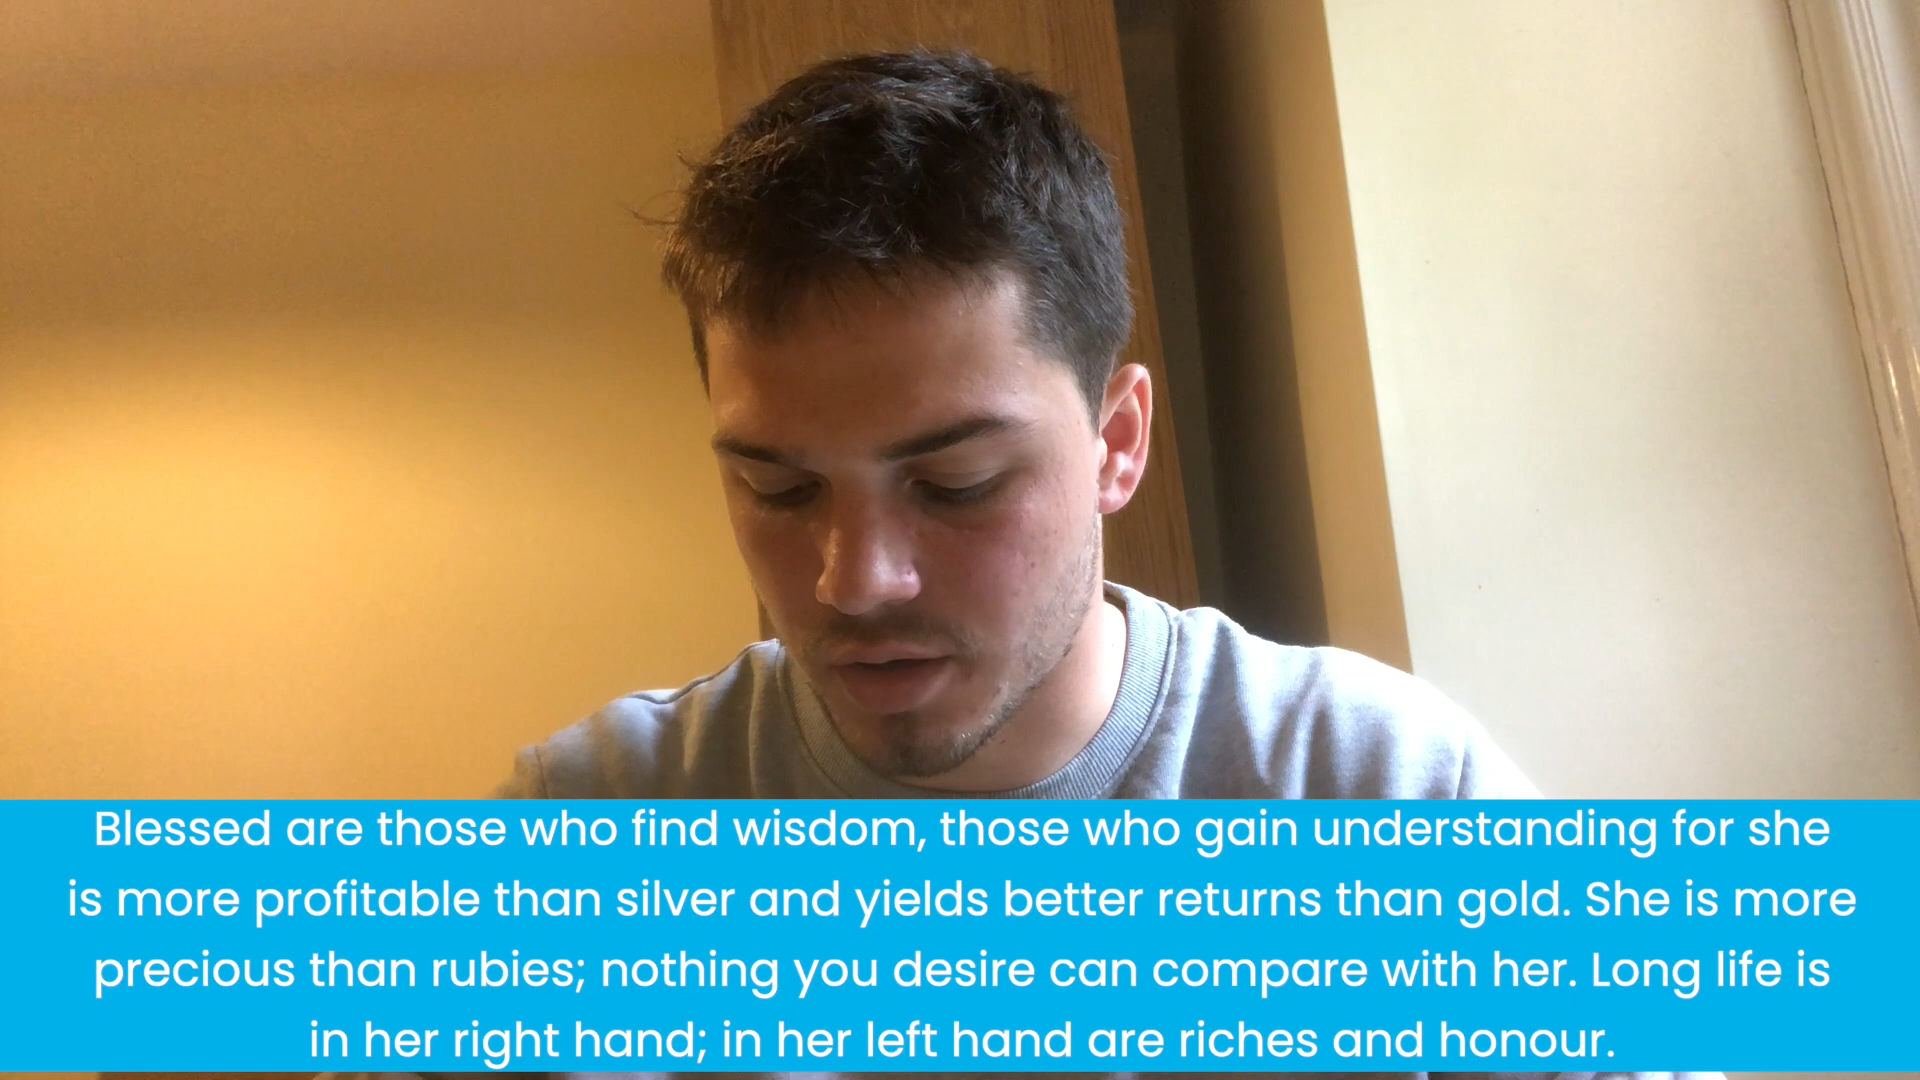 Blessed are those who find wisdom, those who gain understanding for she
is more profitable than silver and yields better returns than gold. She is more
precious than rubies; nothing you desire can compare with her. Long life is
in her right hand; in her left hand are riches and honour.